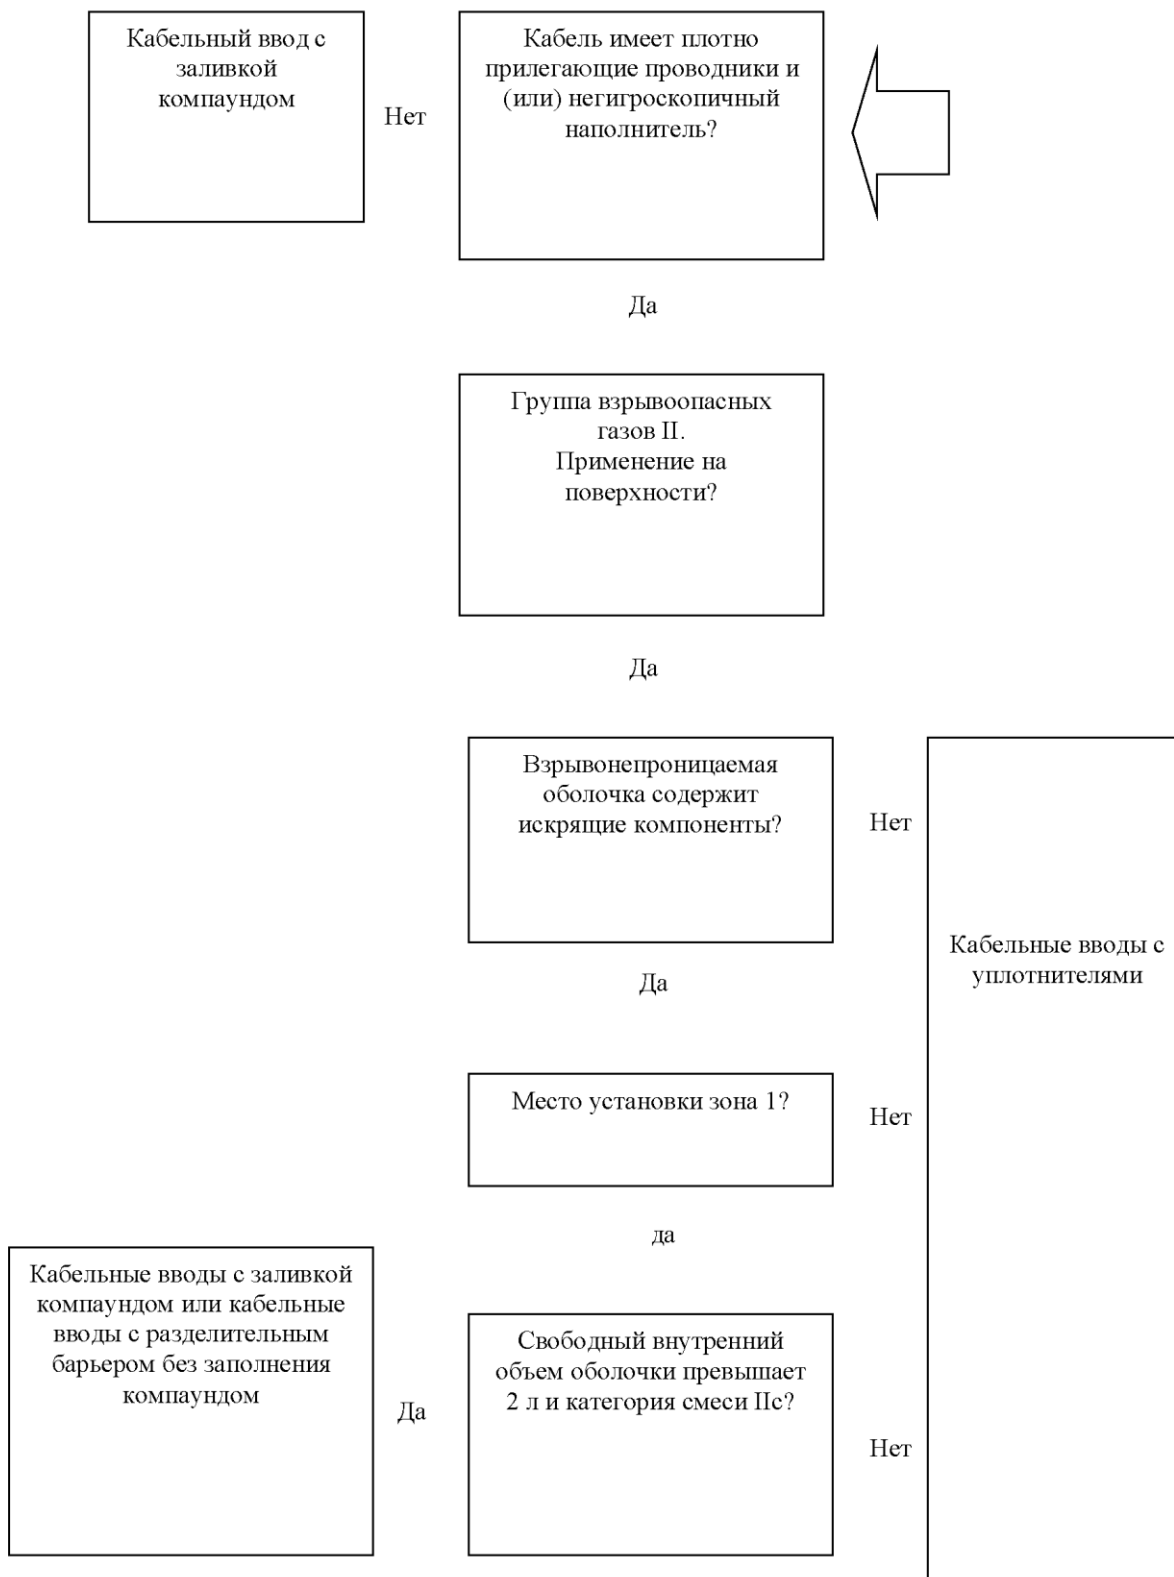 Кабельный ввод с
заливкой
компаундом
Нет
Кабель имеет плотно
прилегающие проводники и
(или) негигроскопичный
наполнитель?
Да
Группа взрывоопасных
газов II.
Применение на
поверхности?
Да
Взрывонепроницаемая
оболочка содержит
искрящие компоненты?
Нет
Кабельные вводы с
уплотнителями
Да
Место установки зона 1?
Нет
да
Кабельные вводы с заливкой
компаундом или кабельные
вводы с разделительным
барьером без заполнения
компаундом
Да
Свободный внутренний
объем оболочки превышает
2 л и категория смеси IIс?
Нет